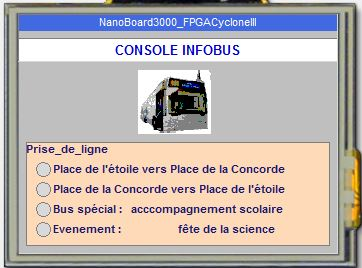 NanoBoard3000_FPGACycloneIII
CONSOLE INFOBUS
Prise_de_ligne
Place de l'étoile vers Place de la Concorde
Place de la Concorde vers Place de l'étoile
Bus spécial : acccompagnement scolaire
Evenement : fête de la science